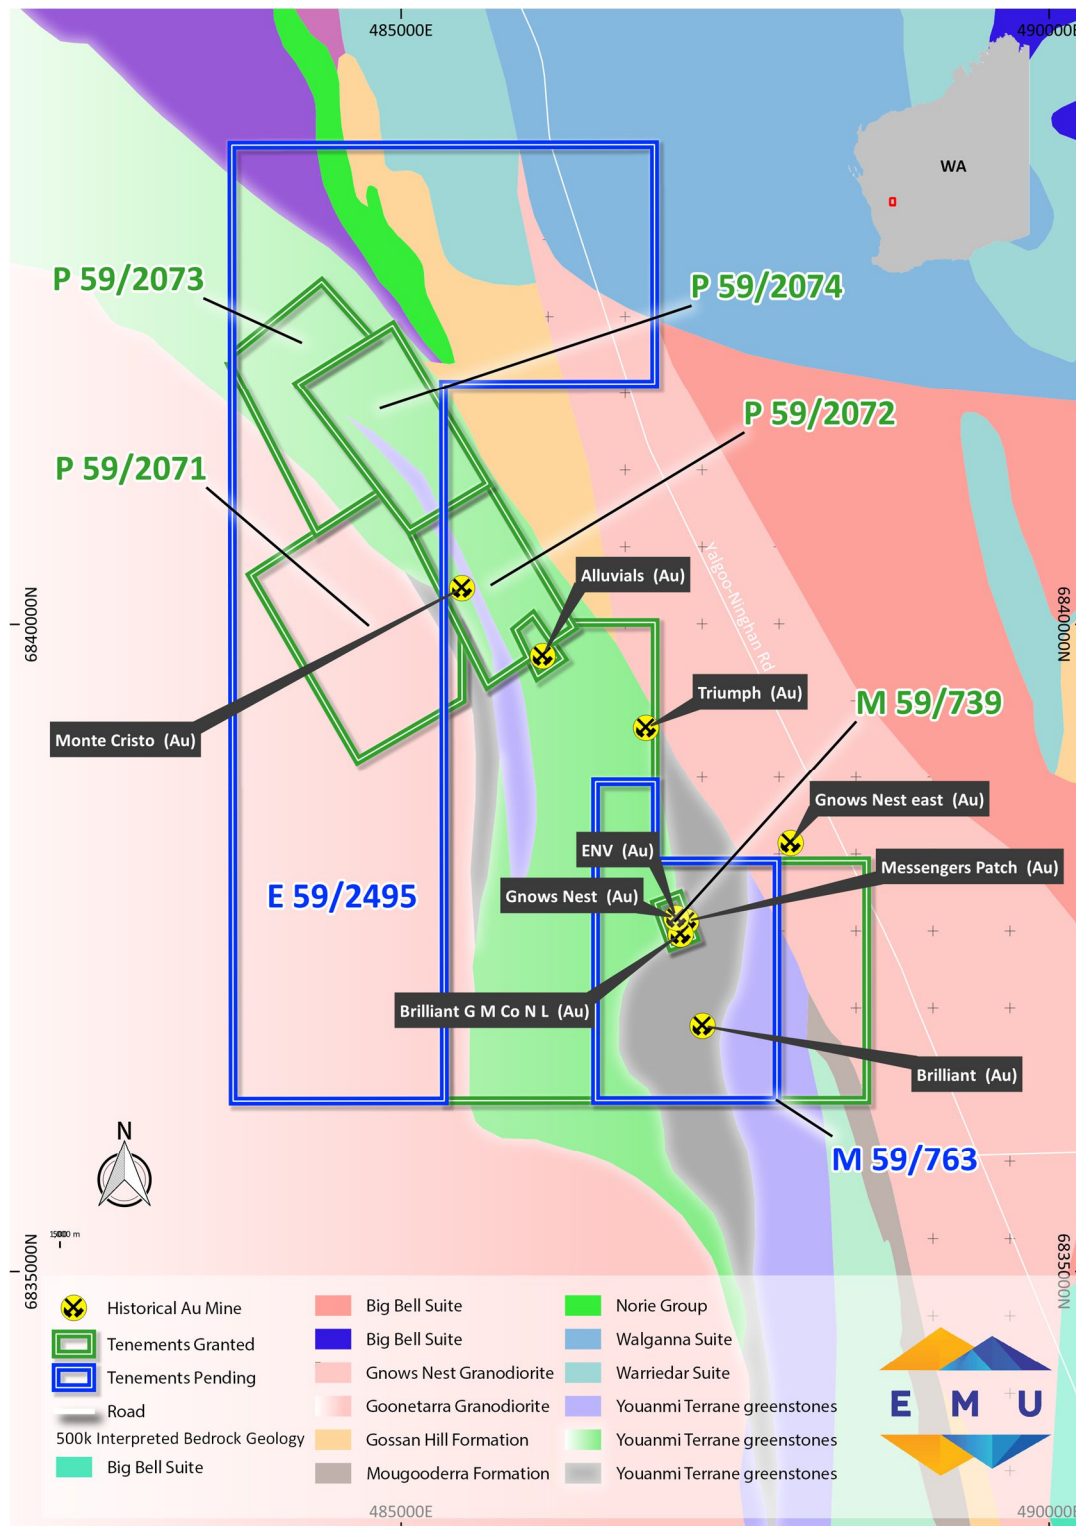 485000E
490000E
WA
P 59/2073
P 59/2074
P 59/2072
P 59/2071
Yalgoo-Ninghan Rd
Alluvials (Au)
6840000N
6840000N
Triumph (Au)
M 59/739
Monte Cristo (Au)
Gnows Nest east (Au)
ENV (Au)
Messengers Patch (Au)
Gnows Nest (Au)
E 59/2495
Brilliant G M Co N L (Au)
Brilliant (Au)
N
M 59/763
6835000N
6835000N
Historical Au Mine
Tenements Granted
Tenements Pending
Road
500k Interpreted Bedrock Geology
Big Bell Suite
Big Bell Suite
Big Bell Suite
Gnows Nest Granodiorite
Goonetarra Granodiorite
Gossan Hill Formation
Mougooderra Formation
Norie Group
Walganna Suite
Warriedar Suite
Youanmi Terrane greenstones
Youanmi Terrane greenstones
Youanmi Terrane greenstones
E M U
485000E
490000E